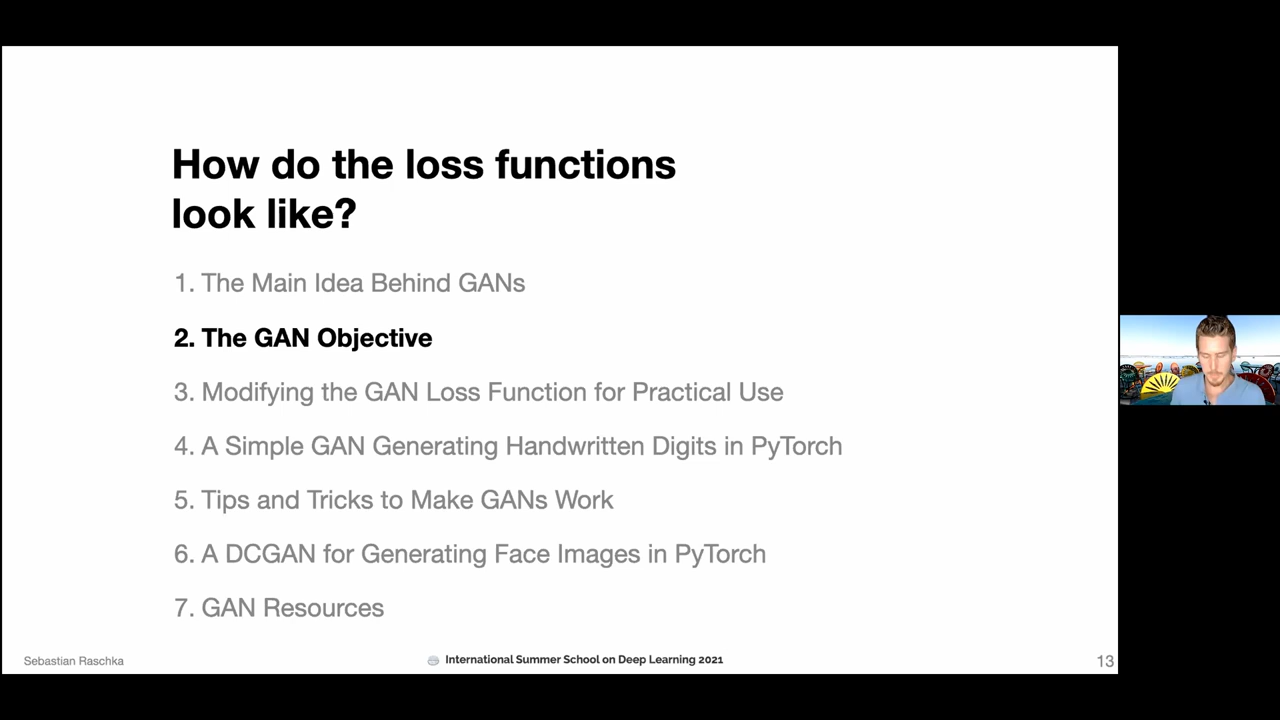 How do the loss functions
look like?
1. The Main Idea Behind GANs
2. The GAN Objective
3. Modifying the GAN Loss Function for Practical Use
4. A Simple GAN Generating Handwritten Digits in PyTorch
5. Tips and Tricks to Make GANs Work
6. A DCGAN for Generating Face Images in PyTorch
7. GAN Resources
Sebastian Raschka
International Summer School on Deep Learning 2021
13